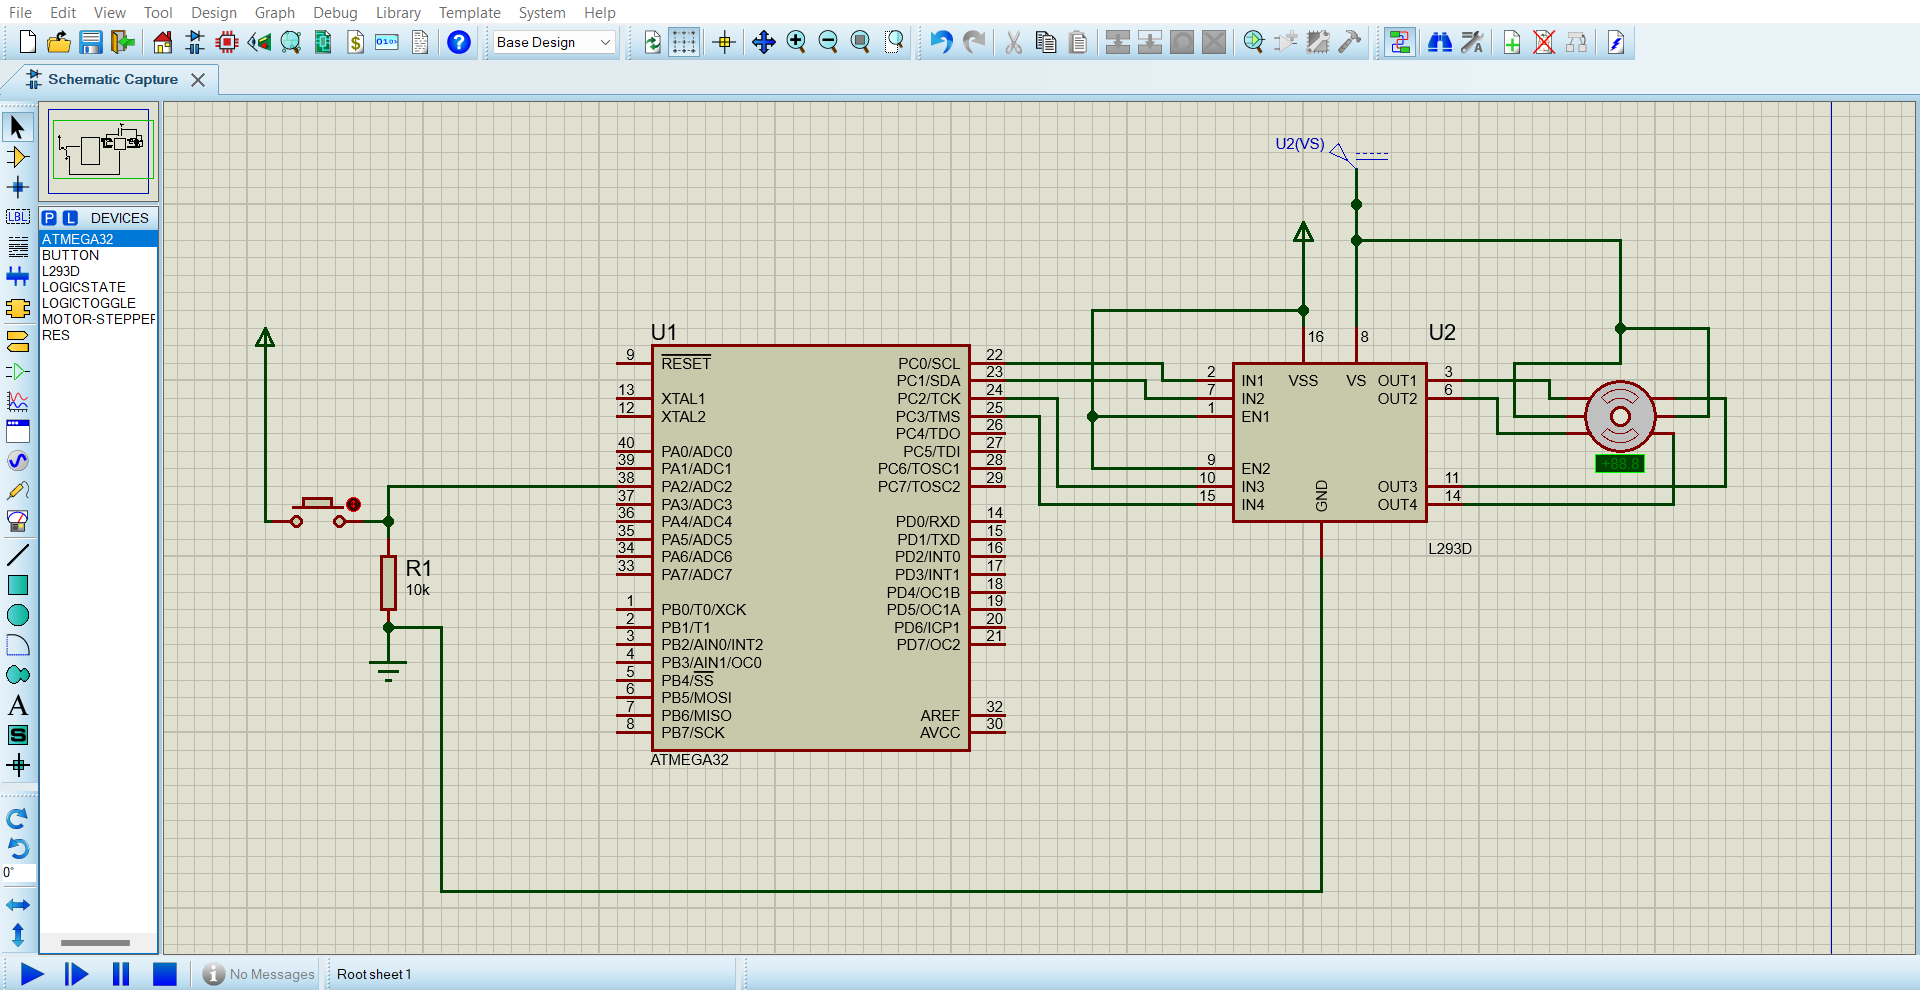 File Edit View Tool Design Graph Debug Library Template System Help
Base Design
Schematic Capture
P L DEVICES
ATMEGA32
BUTTON
L293D
LOGICSTATE
LOGICTOGGLE
MOTOR-STEPPER
RES
LBL
A
S
0°
U2(VS)
U1
9 RESET
13 XTAL1
12 XTAL2
40 PA0/ADC0
39 PA1/ADC1
38 PA2/ADC2
37 PA3/ADC3
36 PA4/ADC4
35 PA5/ADC5
34 PA6/ADC6
33 PA7/ADC7
1 PB0/T0/XCK
2 PB1/T1
3 PB2/AIN0/INT2
4 PB3/AIN1/OC0
5 PB4/SS
6 PB5/MOSI
7 PB6/MISO
8 PB7/SCK
PC0/SCL 22
PC1/SDA 23
PC2/TCK 24
PC3/TMS 25
PC4/TDO 26
PC5/TDI 27
PC6/TOSC1 28
PC7/TOSC2 29
PD0/RXD 14
PD1/TXD 15
PD2/INT0 16
PD3/INT1 17
PD4/OC1B 18
PD5/OC1A 19
PD6/ICP1 20
PD7/OC2 21
AREF 32
AVCC 30
ATMEGA32
R1
10k
U2
16 8
2 IN1 VSS VS OUT1 3
7 IN2 OUT2 6
1 EN1
9 EN2
10 IN3 OUT3 11
15 IN4 OUT4 14
GND
L293D
+88.8
No Messages
Root sheet 1